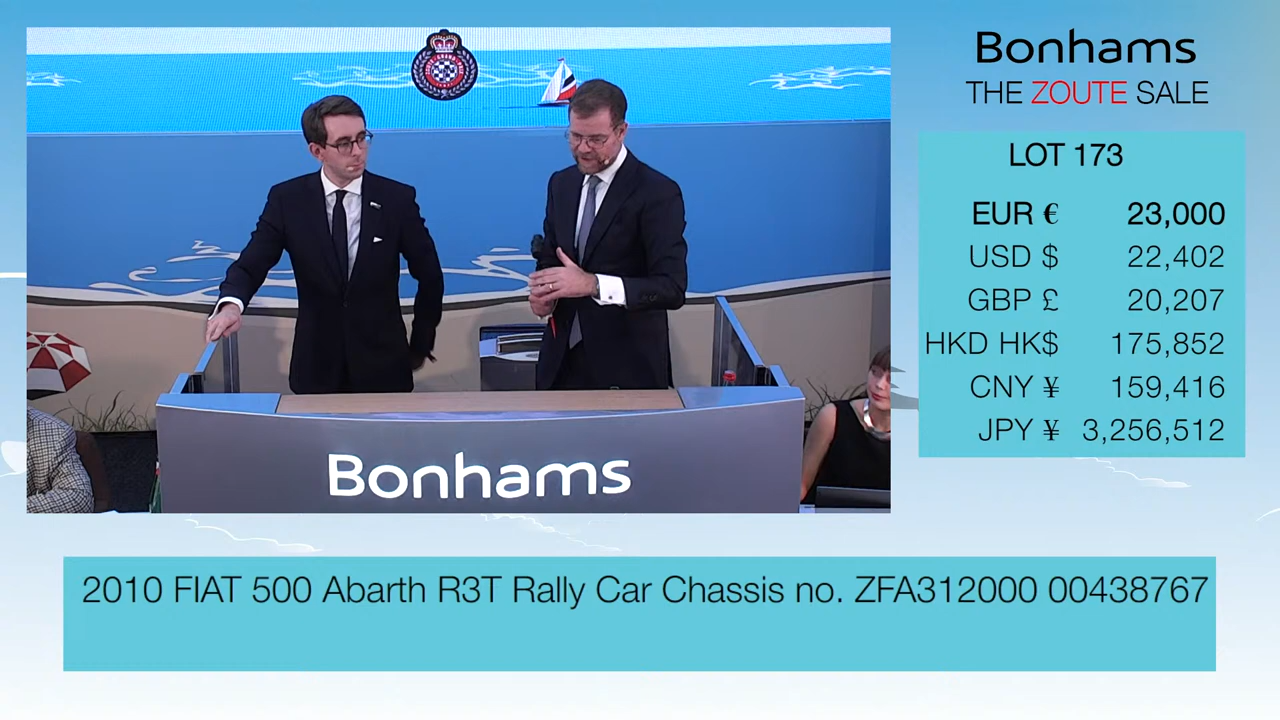 Bonhams
THE ZOUTE SALE
LOT 173
EUR € 23,000
USD $ 22,402
GBP £ 20,207
HKD HK$ 175,852
CNY ¥ 159,416
JPY ¥ 3,256,512
Bonhams
2010 FIAT 500 Abarth R3T Rally Car Chassis no. ZFA312000 00438767